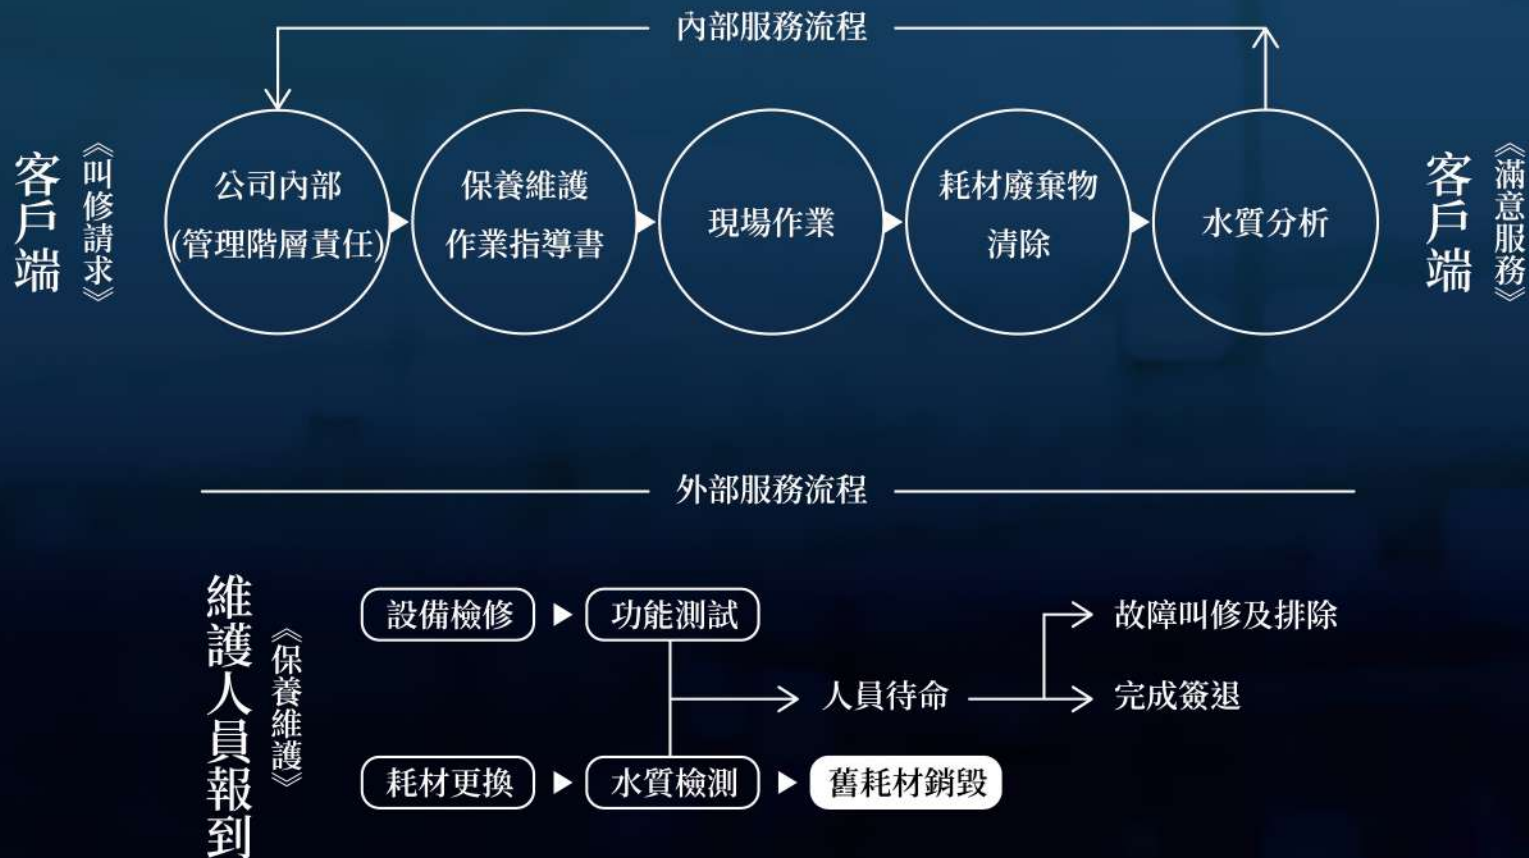 內部服務流程
客戶端
《叫修請求》
公司內部
(管理階層責任)
保養維護
作業指導書
現場作業
耗材廢棄物
清除
水質分析
客戶端
《滿意服務》
外部服務流程
維護人員報到
《保養維護》
設備檢修
功能測試
人員待命
故障叫修及排除
完成簽退
耗材更換
水質檢測
舊耗材銷毀